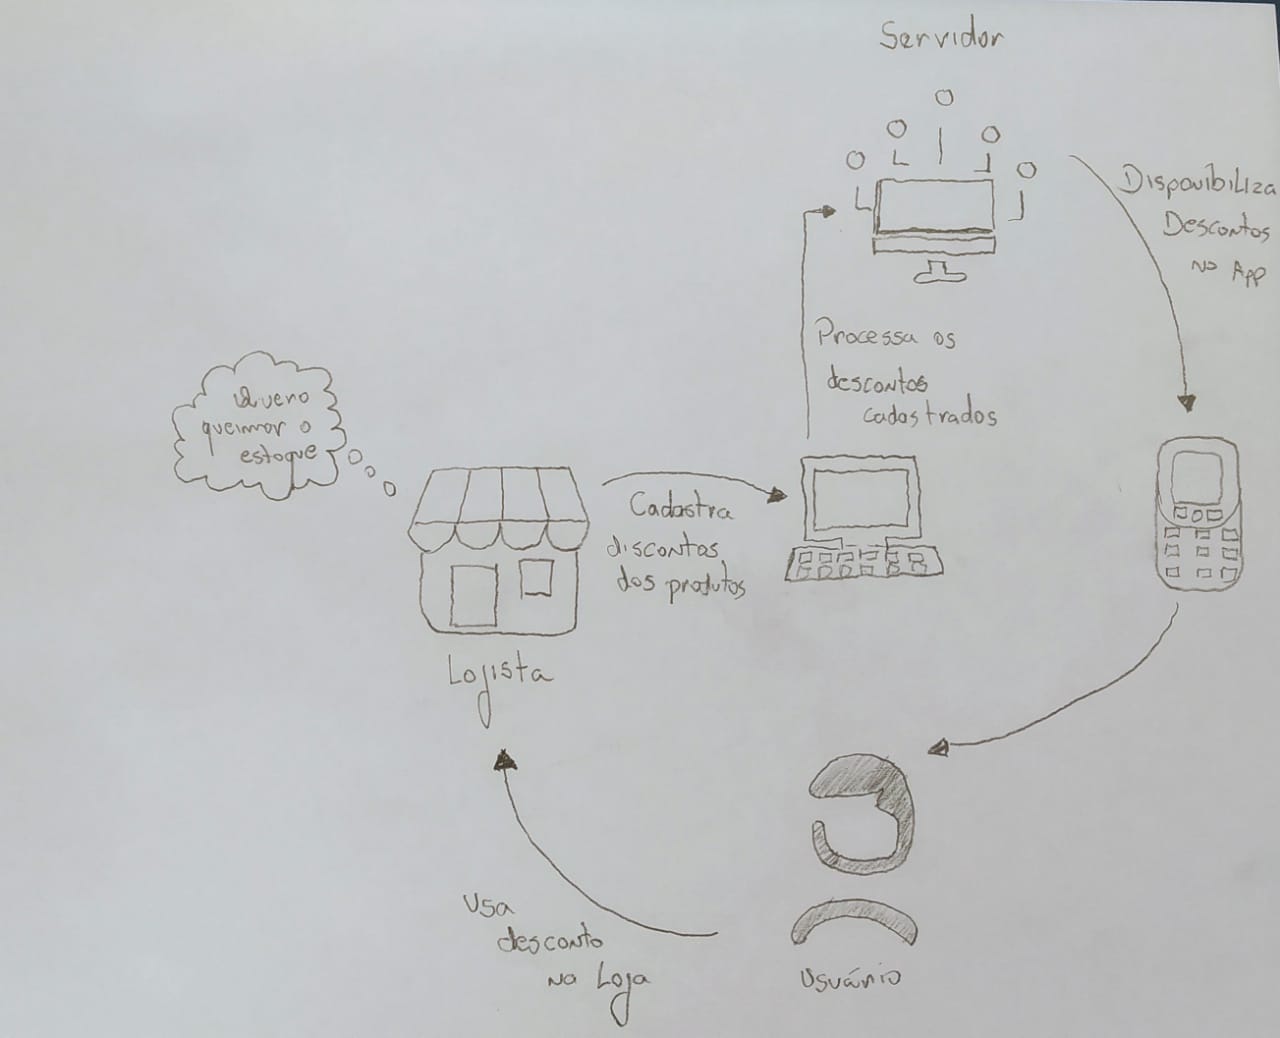 Servidor
Disponibiliza
Descontos
no App
Processa os
descontos
cadastrados
Quero
queimar o
estoque
Cadastra
discontos
dos produtos
Lojista
Usa
desconto
na Loja
Usuário